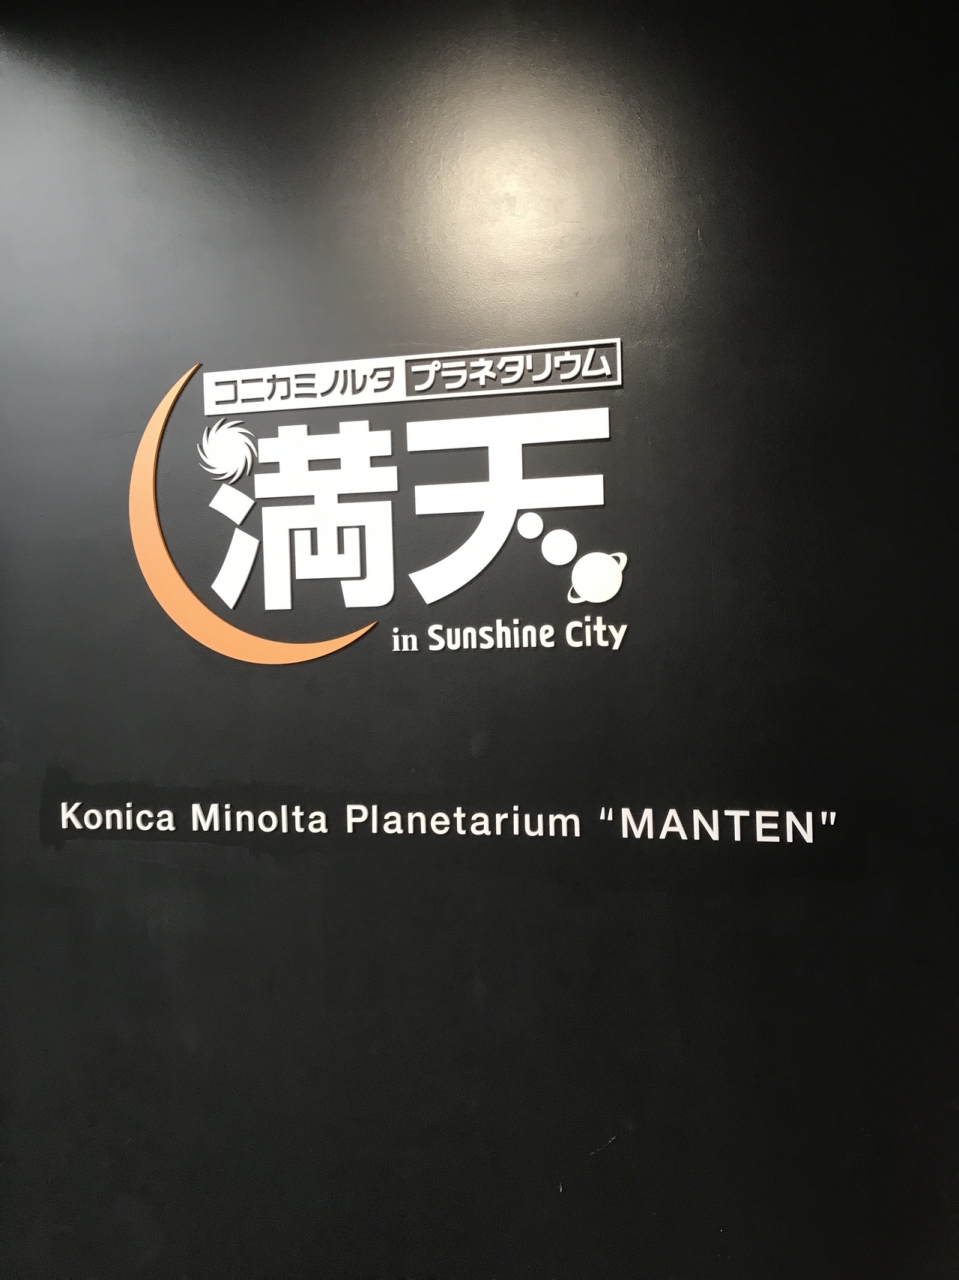 コニカミノルタ プラネタリウム
満天
in Sunshine City
Konica Minolta Planetarium “MANTEN”